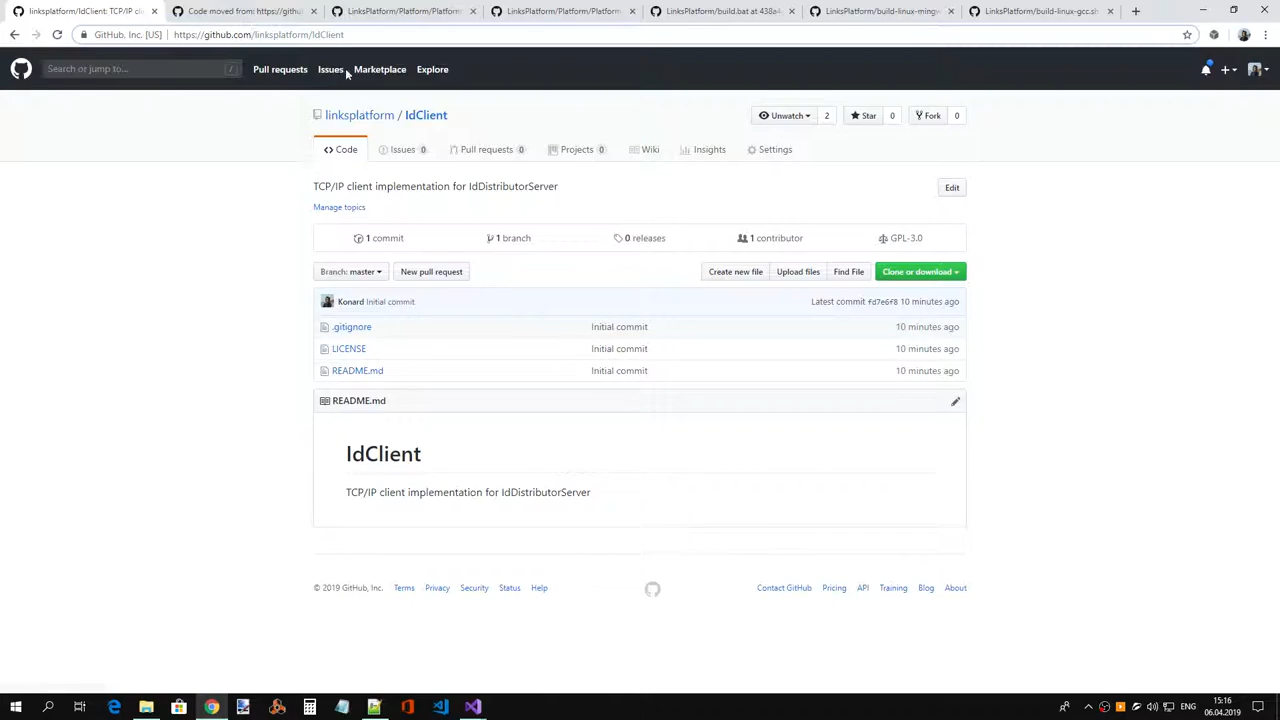 linksplatform/IdClient: TCP/IP cli
Code moved from https://githu
LinksPlatform/Platform/Platform
LinksPlatform/Platform/Platform
LinksPlatform/build.bat at 438a4
LinksPlatform/build-linux-mingw
LinksPlatform/build-linux-gcc.sh
GitHub, Inc. [US] https://github.com/linksplatform/IdClient
Search or jump to... /
Pull requests Issues Marketplace Explore
linksplatform / IdClient
Unwatch 2 Star 0 Fork 0
Code Issues 0 Pull requests 0 Projects 0 Wiki Insights Settings
TCP/IP client implementation for IdDistributorServer
Edit
Manage topics
1 commit 1 branch 0 releases 1 contributor GPL-3.0
Branch: master New pull request Create new file Upload files Find File Clone or download
Konard Initial commit Latest commit fd7e6f8 10 minutes ago
.gitignore Initial commit 10 minutes ago
LICENSE Initial commit 10 minutes ago
README.md Initial commit 10 minutes ago
README.md
IdClient
TCP/IP client implementation for IdDistributorServer
© 2019 GitHub, Inc. Terms Privacy Security Status Help Contact GitHub Pricing API Training Blog About
ENG
15:16
06.04.2019